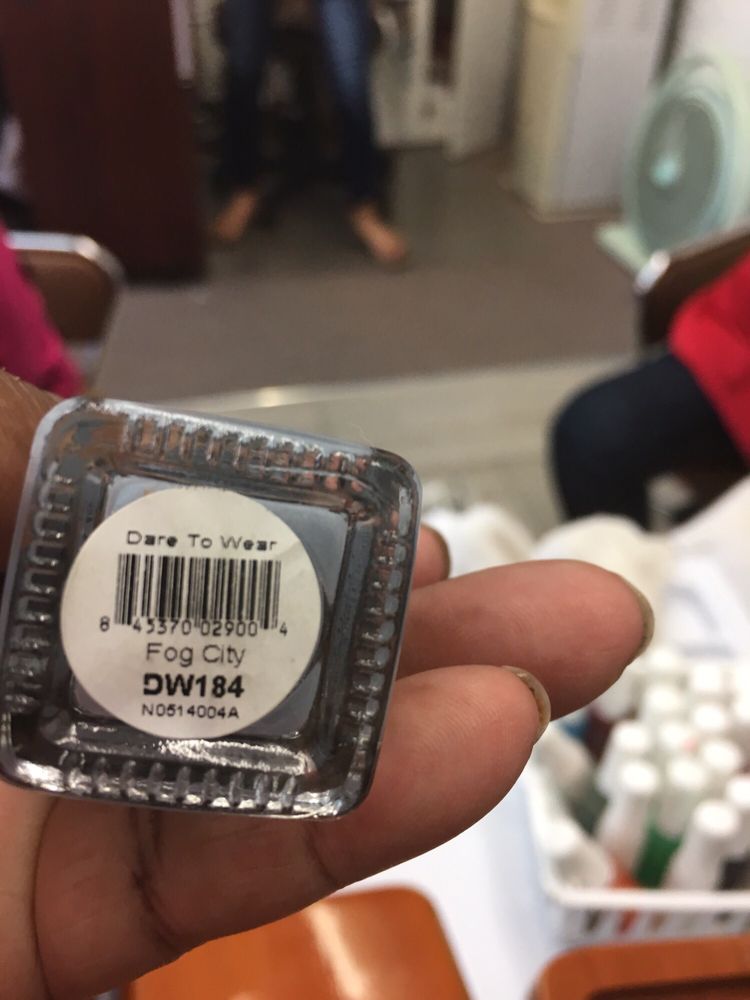 Dare To Wear
8 45370 02900 4
Fog City
DW184
N0514004A